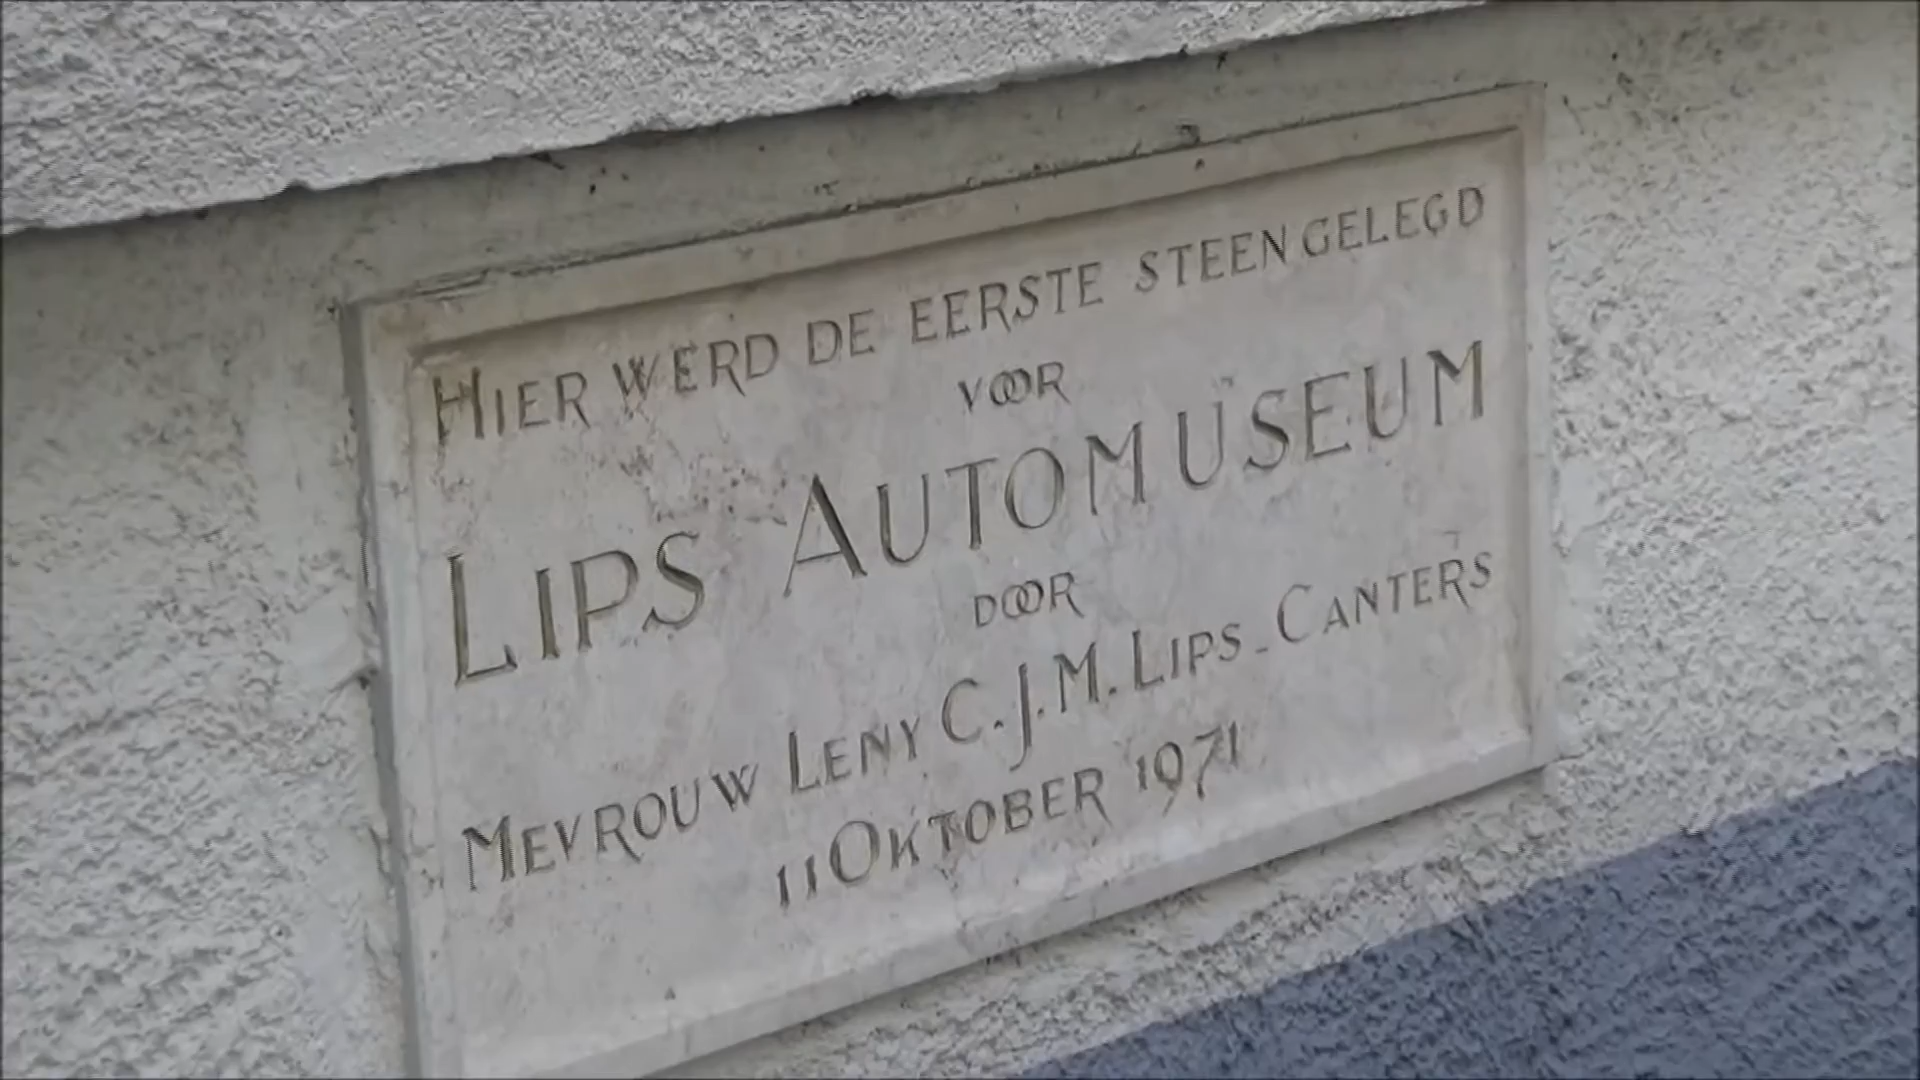 HIER WERD DE EERSTE STEEN GELEGD
VOOR
LIPS AUTOMUSEUM
DOOR
MEVROUW LENY C.J.M. LIPS-CANTERS
11 OKTOBER 1971